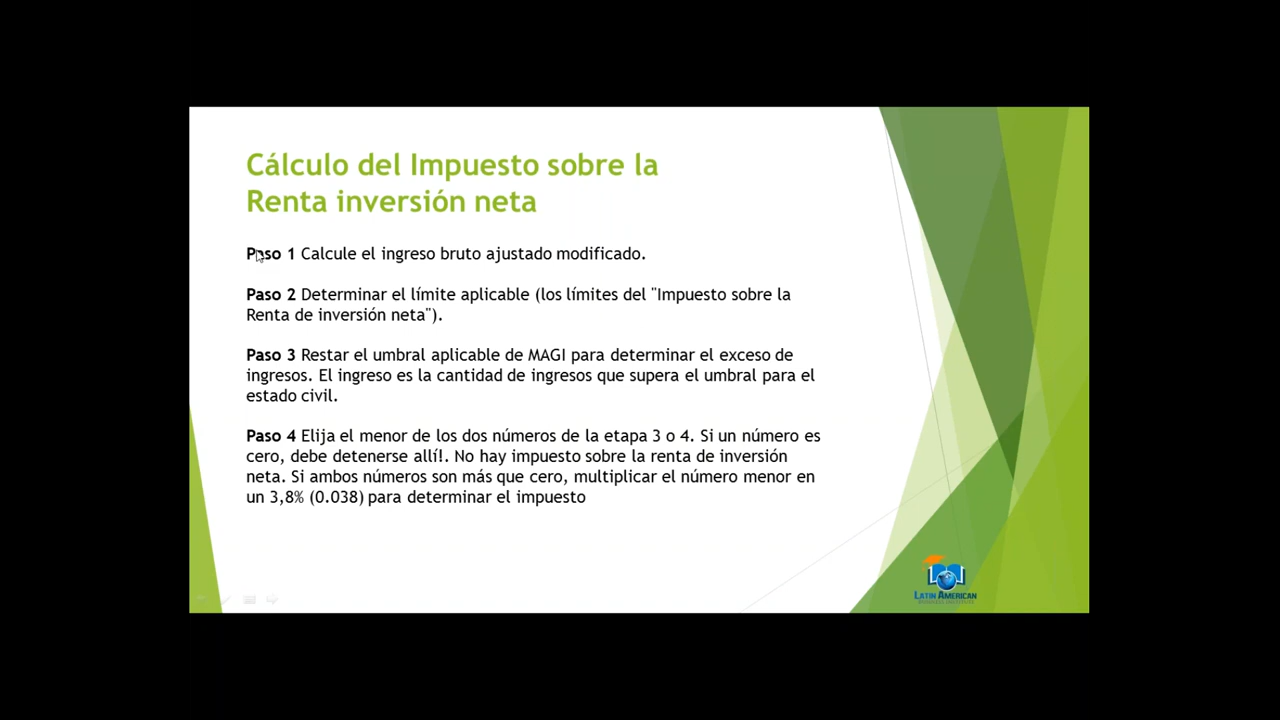 Cálculo del Impuesto sobre la
Renta inversión neta
Paso 1 Calcule el ingreso bruto ajustado modificado.
Paso 2 Determinar el límite aplicable (los límites del "Impuesto sobre la
Renta de inversión neta").
Paso 3 Restar el umbral aplicable de MAGI para determinar el exceso de
ingresos. El ingreso es la cantidad de ingresos que supera el umbral para el
estado civil.
Paso 4 Elija el menor de los dos números de la etapa 3 o 4. Si un número es
cero, debe detenerse allí!. No hay impuesto sobre la renta de inversión
neta. Si ambos números son más que cero, multiplicar el número menor en
un 3,8% (0.038) para determinar el impuesto
LATIN AMERICAN